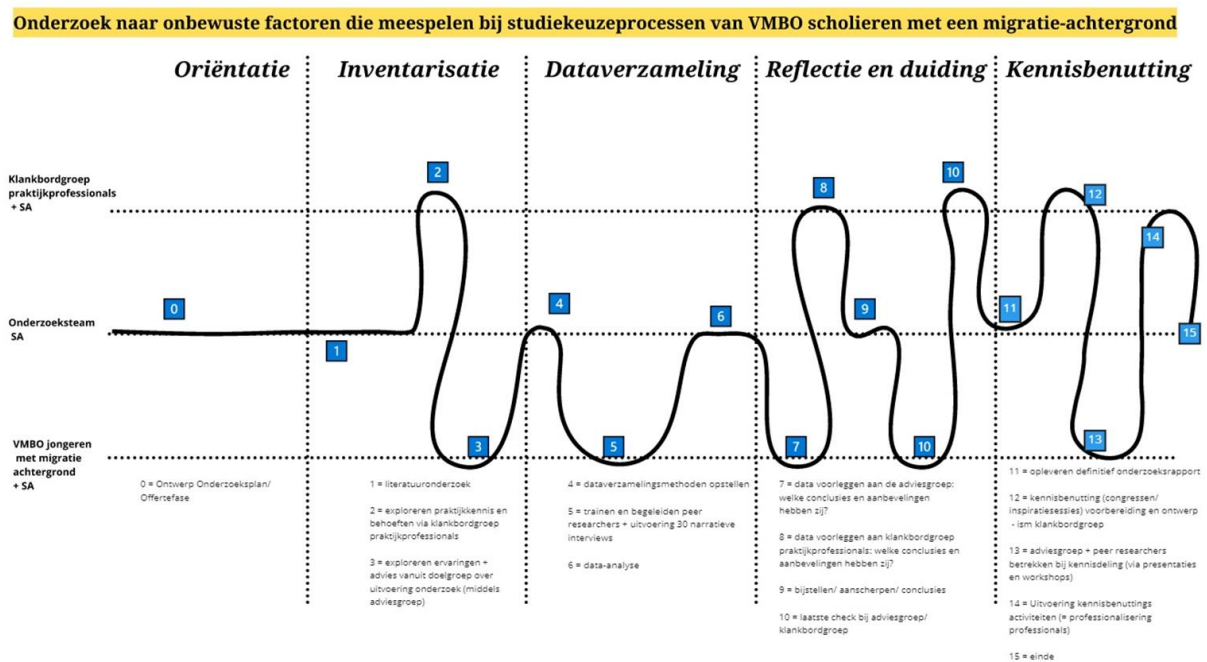 Onderzoek naar onbewuste factoren die meespelen bij studiekeuzeprocessen van VMBO scholieren met een migratie-achtergrond
Oriëntatie
Inventarisatie
Dataverzameling
Reflectie en duiding
Kennisbenutting
Klankbordgroep
praktijkprofessionals
+ SA
Onderzoeksteam
SA
VMBO jongeren
met migratie
achtergrond
+ SA
0
1
2
3
4
5
6
7
8
9
10
10
11
12
13
14
15
0 = Ontwerp Onderzoeksplan/
Offertefase
1 = literatuuronderzoek
2 = exploreren praktijkkennis en
behoeften via klankbordgroep
praktijkprofessionals
3 = exploreren ervaringen +
advies vanuit doelgroep over
uitvoering onderzoek (middels
adviesgroep)
4 = dataverzamelingsmethoden opstellen
5 = trainen en begeleiden peer
researchers + uitvoering 30 narratieve
interviews
6 = data-analyse
7 = data voorleggen aan de adviesgroep:
welke conclusies en aanbevelingen
hebben zij?
8 = data voorleggen aan klankbordgroep
praktijkprofessionals: welke conclusies en
aanbevelingen hebben zij?
9 = bijstellen/ aanscherpen/ conclusies
10 = laatste check bij adviesgroep/
klankbordgroep
11 = opleveren definitief onderzoeksrapport
12 = kennisbenutting (congressen/
inspiratiesessies) voorbereiding en ontwerp
- ism klankbordgroep
13 = adviesgroep + peer researchers
betrekken bij kennisdeling (via presentaties
en workshops)
14 = Uitvoering kennisbenuttings
activiteiten (= professionalisering
professionals)
15 = einde